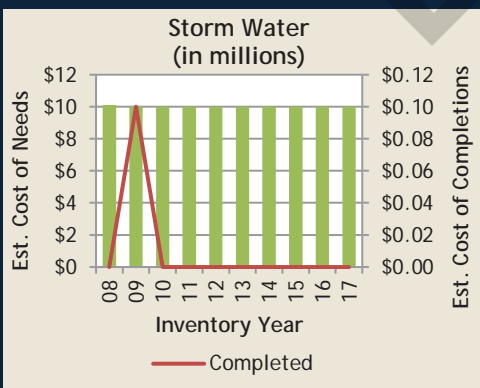 Storm Water
(in millions)
Est. Cost of Needs
$12
$10
$8
$6
$4
$2
$0
$0.12
$0.10
$0.08
$0.06
$0.04
$0.02
$0.00
Est. Cost of Completions
08 09 10 11 12 13 14 15 16 17
Inventory Year
Completed